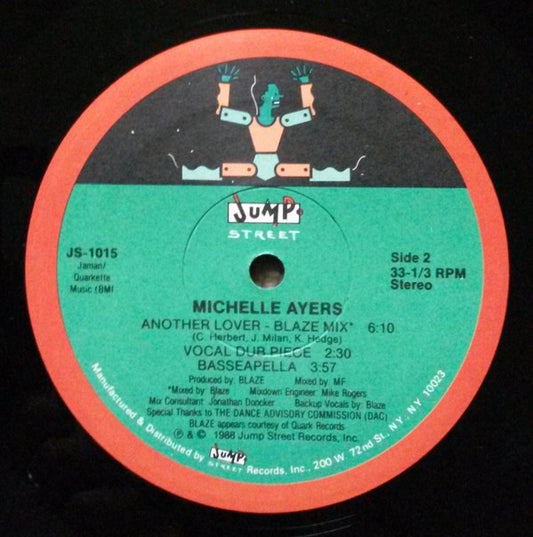 JUMP.
STREET
JS-1015
Jaman/
Quarkette
Music (BMI
Side 2
33-1/3 RPM
Stereo
MICHELLE AYERS
ANOTHER LOVER - BLAZE MIX* 6:10
(C. Herbert, J. Milan, K. Hedge)
VOCAL DUB PIECE 2:30
BASSEAPELLA 3:57
Produced by: BLAZE Mixed by: MF
*Mixed by: Blaze Mixdown Engineer: Mike Rogers
Mix Consultant: Jonathan Doocker Backup Vocals by: Blaze
Special Thanks to THE DANCE ADVISORY COMMISSION (DAC)
BLAZE appears courtesy of Quark Records
℗ & © 1988 Jump Street Records, Inc.
Manufactured & Distributed by JUMP. STREET Records, Inc., 200 W. 72nd St., NY., NY 10023